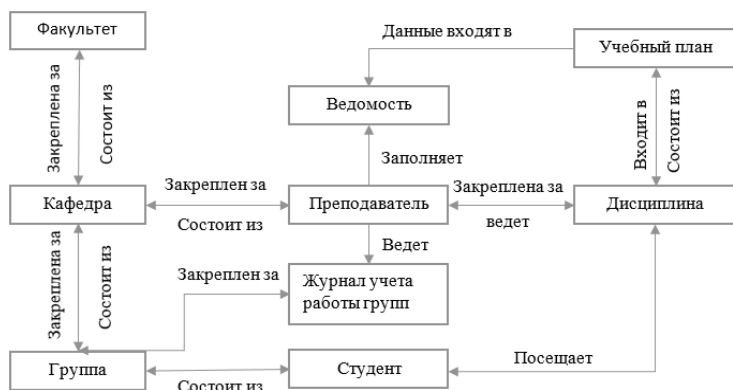 Факультет
Данные входят в
Учебный план
Ведомость
Закреплена за
Состоит из
Входит в
Состоит из
Заполняет
Закреплен за
Закреплена за
Кафедра
Преподаватель
Дисциплина
Состоит из
ведет
Ведет
Закреплена за
Состоит из
Закреплен за
Журнал учета
работы групп
Группа
Студент
Посещает
Состоит из